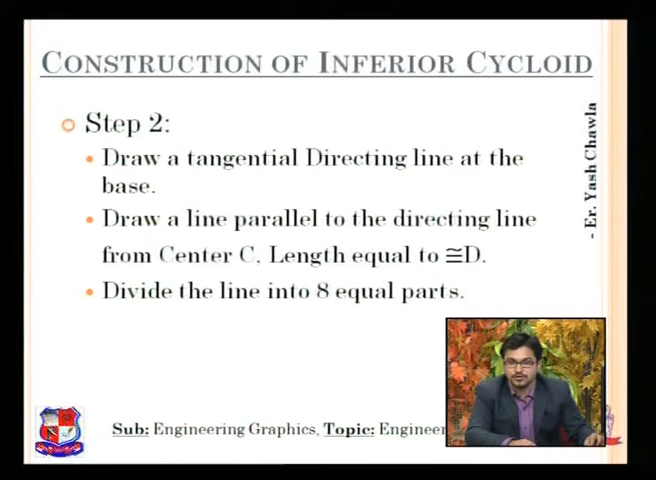 CONSTRUCTION OF INFERIOR CYCLOID
Step 2:
Draw a tangential Directing line at the
base.
Draw a line parallel to the directing line
from Center C. Length equal to ≅D.
Divide the line into 8 equal parts.
- Er. Yash Chawla
Sub: Engineering Graphics, Topic: